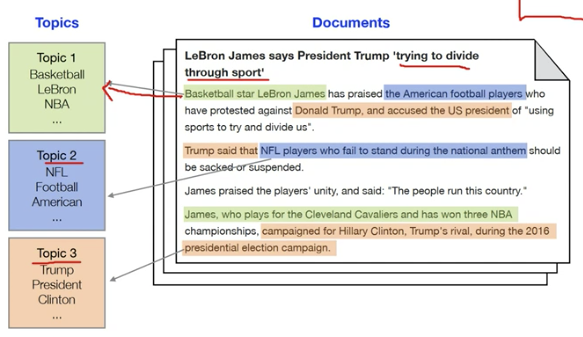 Topics
Documents
Topic 1
Basketball
LeBron
NBA
...
Topic 2
NFL
Football
American
...
Topic 3
Trump
President
Clinton
...
LeBron James says President Trump 'trying to divide
through sport'
Basketball star LeBron James has praised the American football players who
have protested against Donald Trump, and accused the US president of "using
sports to try and divide us".
Trump said that NFL players who fail to stand during the national anthem should
be sacked or suspended.
James praised the players' unity, and said: "The people run this country."
James, who plays for the Cleveland Cavaliers and has won three NBA
championships, campaigned for Hillary Clinton, Trump's rival, during the 2016
presidential election campaign.